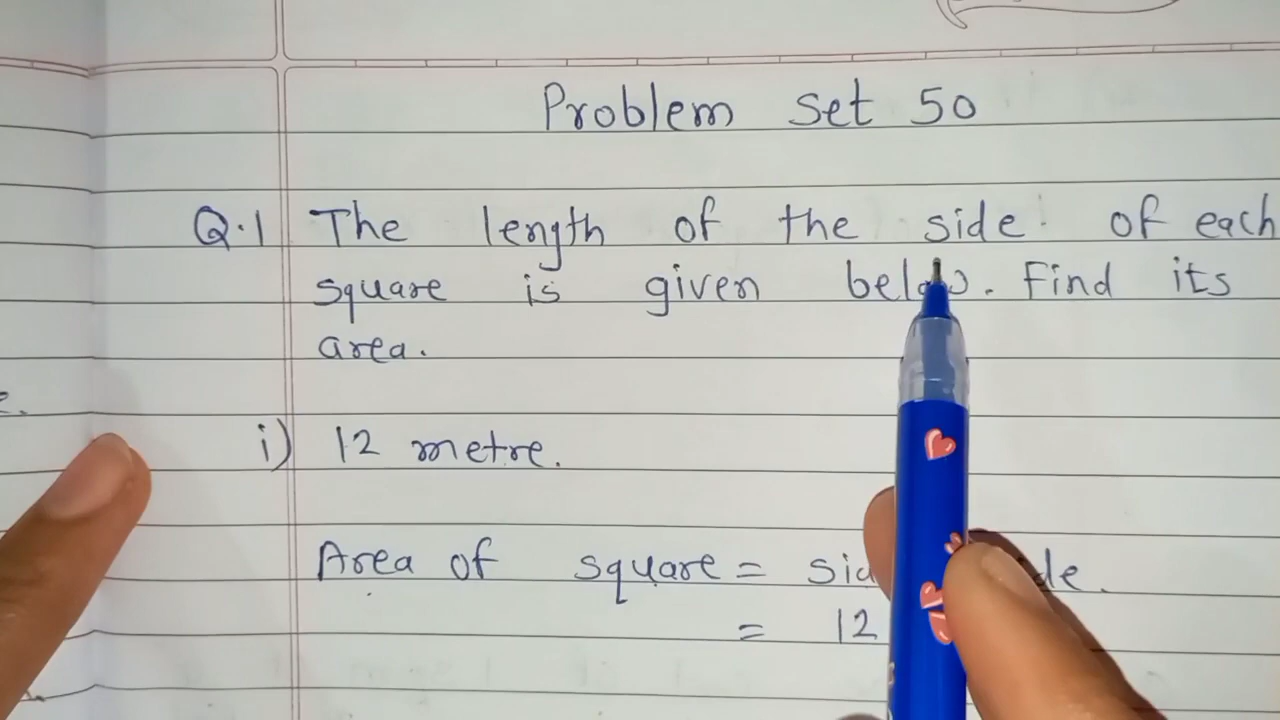 Problem Set 50
Q.1 The length of the side of each
square is given below. Find its
area.
i) 12 metre.
Area of square =
= 12